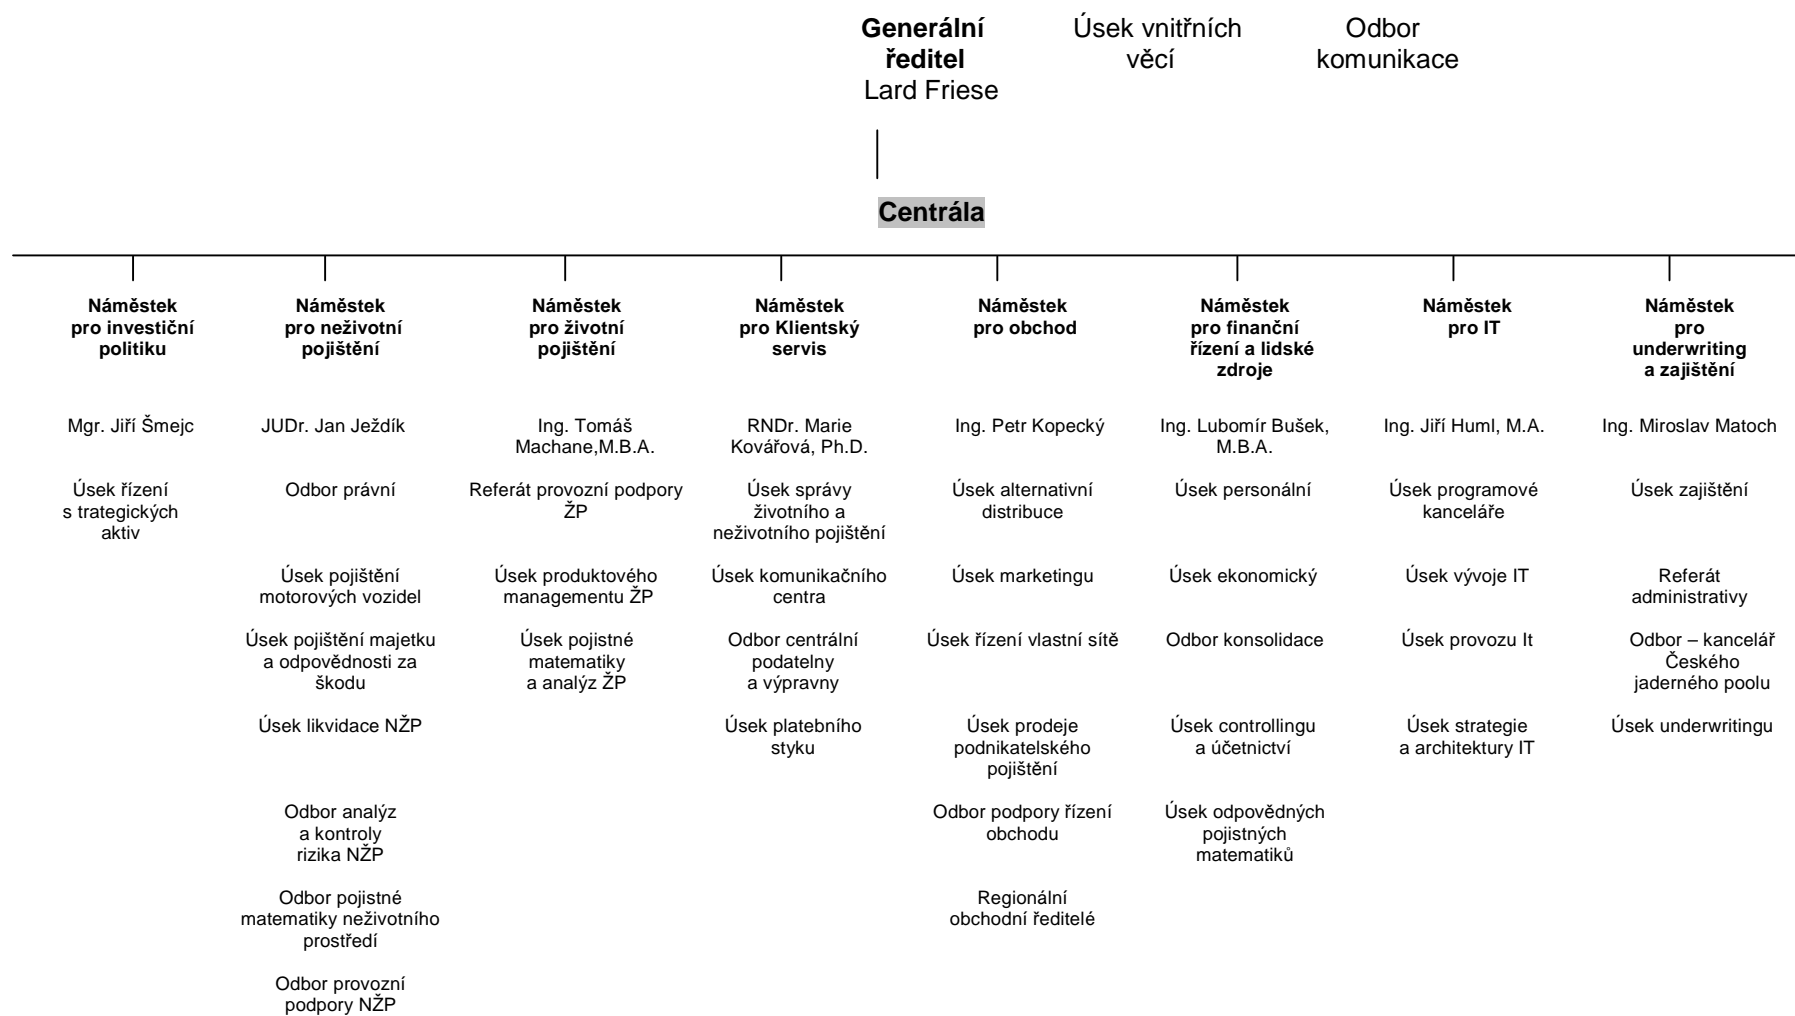 Generální
ředitel
Lard Friese
Úsek vnitřních
věcí
Odbor
komunikace
Centrála
Náměstek
pro investiční
politiku
Mgr. Jiří Šmejc
Úsek řízení
s trategických
aktiv
Náměstek
pro neživotní
pojištění
JUDr. Jan Ježdík
Odbor právní
Úsek pojištění
motorových vozidel
Úsek pojištění majetku
a odpovědnosti za
škodu
Úsek likvidace NŽP
Odbor analýz
a kontroly
rizika NŽP
Odbor pojistné
matematiky neživotního
prostředí
Odbor provozní
podpory NŽP
Náměstek
pro životní
pojištění
Ing. Tomáš
Machane,M.B.A.
Referát provozní podpory
ŽP
Úsek produktového
managementu ŽP
Úsek pojistné
matematiky
a analýz ŽP
Náměstek
pro Klientský
servis
RNDr. Marie
Kovářová, Ph.D.
Úsek správy
životního a
neživotního pojištění
Úsek komunikačního
centra
Odbor centrální
podatelny
a výpravny
Úsek platebního
styku
Náměstek
pro obchod
Ing. Petr Kopecký
Úsek alternativní
distribuce
Úsek marketingu
Úsek řízení vlastní sítě
Úsek prodeje
podnikatelského
pojištění
Odbor podpory řízení
obchodu
Regionální
obchodní ředitelé
Náměstek
pro finanční
řízení a lidské
zdroje
Ing. Lubomír Bušek,
M.B.A.
Úsek personální
Úsek ekonomický
Odbor konsolidace
Úsek controllingu
a účetnictví
Úsek odpovědných
pojistných
matematiků
Náměstek
pro IT
Ing. Jiří Huml, M.A.
Úsek programové
kanceláře
Úsek vývoje IT
Úsek provozu It
Úsek strategie
a architektury IT
Náměstek
pro
underwriting
a zajištění
Ing. Miroslav Matoch
Úsek zajištění
Referát
administrativy
Odbor – kancelář
Českého
jaderného poolu
Úsek underwritingu